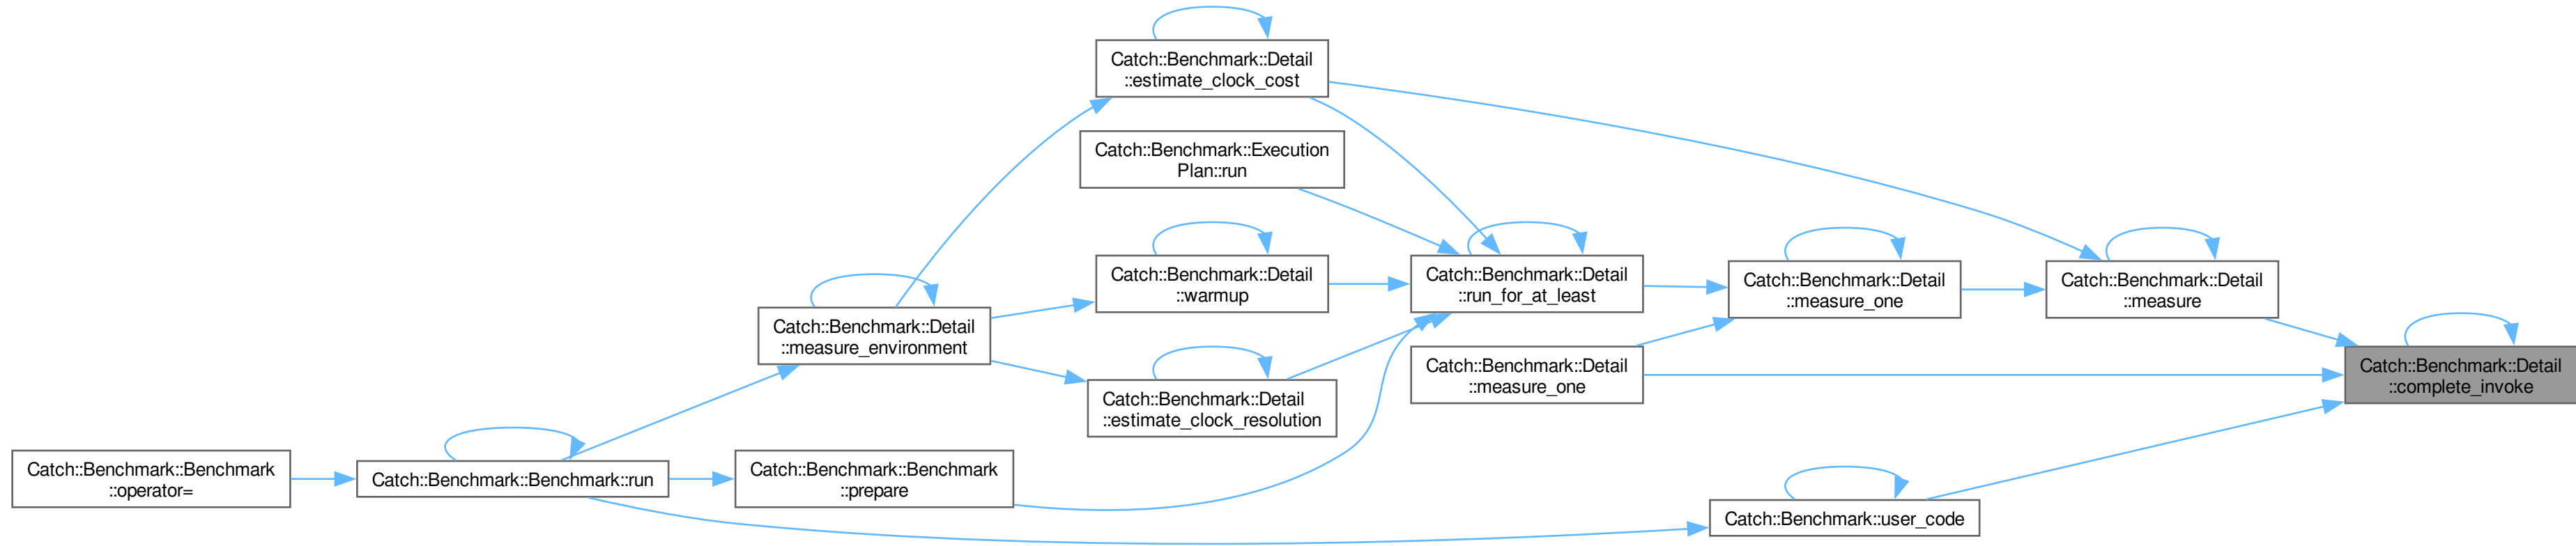 Catch::Benchmark::Detail
::estimate_clock_cost
Catch::Benchmark::Execution
Plan::run
Catch::Benchmark::Detail
::warmup
Catch::Benchmark::Detail
::run_for_at_least
Catch::Benchmark::Detail
::measure_one
Catch::Benchmark::Detail
::measure
Catch::Benchmark::Detail
::measure_environment
Catch::Benchmark::Detail
::measure_one
Catch::Benchmark::Detail
::complete_invoke
Catch::Benchmark::Detail
::estimate_clock_resolution
Catch::Benchmark::Benchmark
::operator=
Catch::Benchmark::Benchmark::run
Catch::Benchmark::Benchmark
::prepare
Catch::Benchmark::user_code